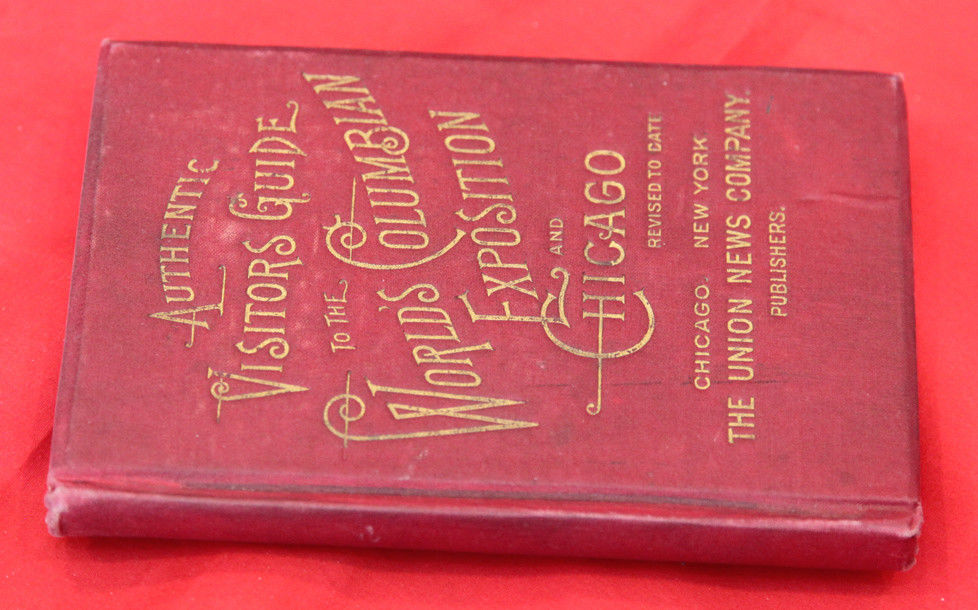 AUTHENTIC
VISITORS GUIDE
TO THE
WORLD'S COLUMBIAN
EXPOSITION
AND
CHICAGO
REVISED TO DATE
CHICAGO. NEW YORK.
THE UNION NEWS COMPANY.
PUBLISHERS.